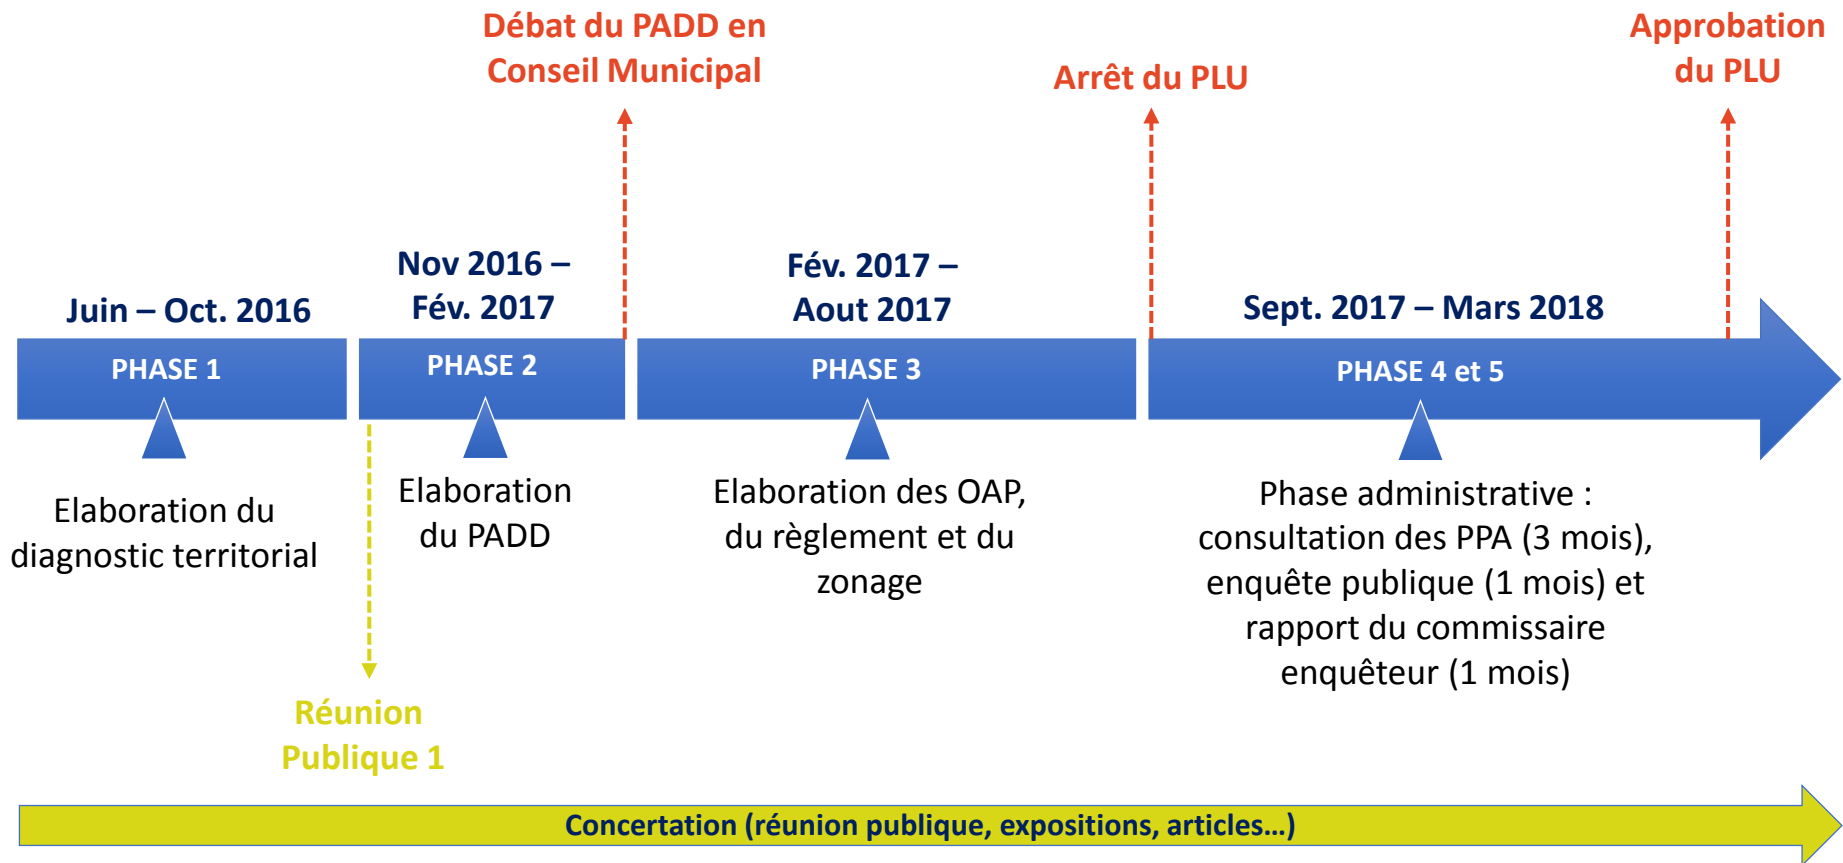 Débat du PADD en
Conseil Municipal
Arrêt du PLU
Approbation
du PLU
Juin – Oct. 2016
Nov 2016 –
Fév. 2017
Fév. 2017 –
Aout 2017
Sept. 2017 – Mars 2018
PHASE 1
PHASE 2
PHASE 3
PHASE 4 et 5
Elaboration du
diagnostic territorial
Elaboration
du PADD
Elaboration des OAP,
du règlement et du
zonage
Phase administrative :
consultation des PPA (3 mois),
enquête publique (1 mois) et
rapport du commissaire
enquêteur (1 mois)
Réunion
Publique 1
Concertation (réunion publique, expositions, articles…)